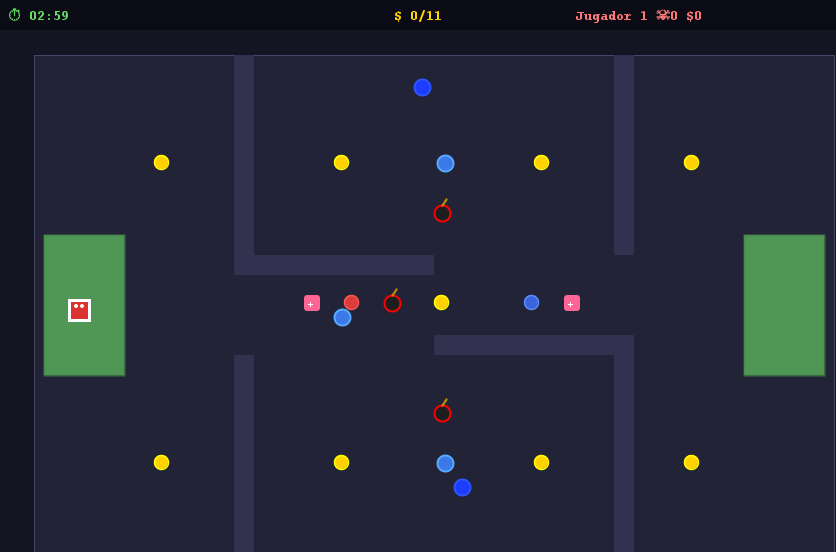 ⏱ 02:59
$ 0/11
Jugador 1 ☠0 $0
+
+